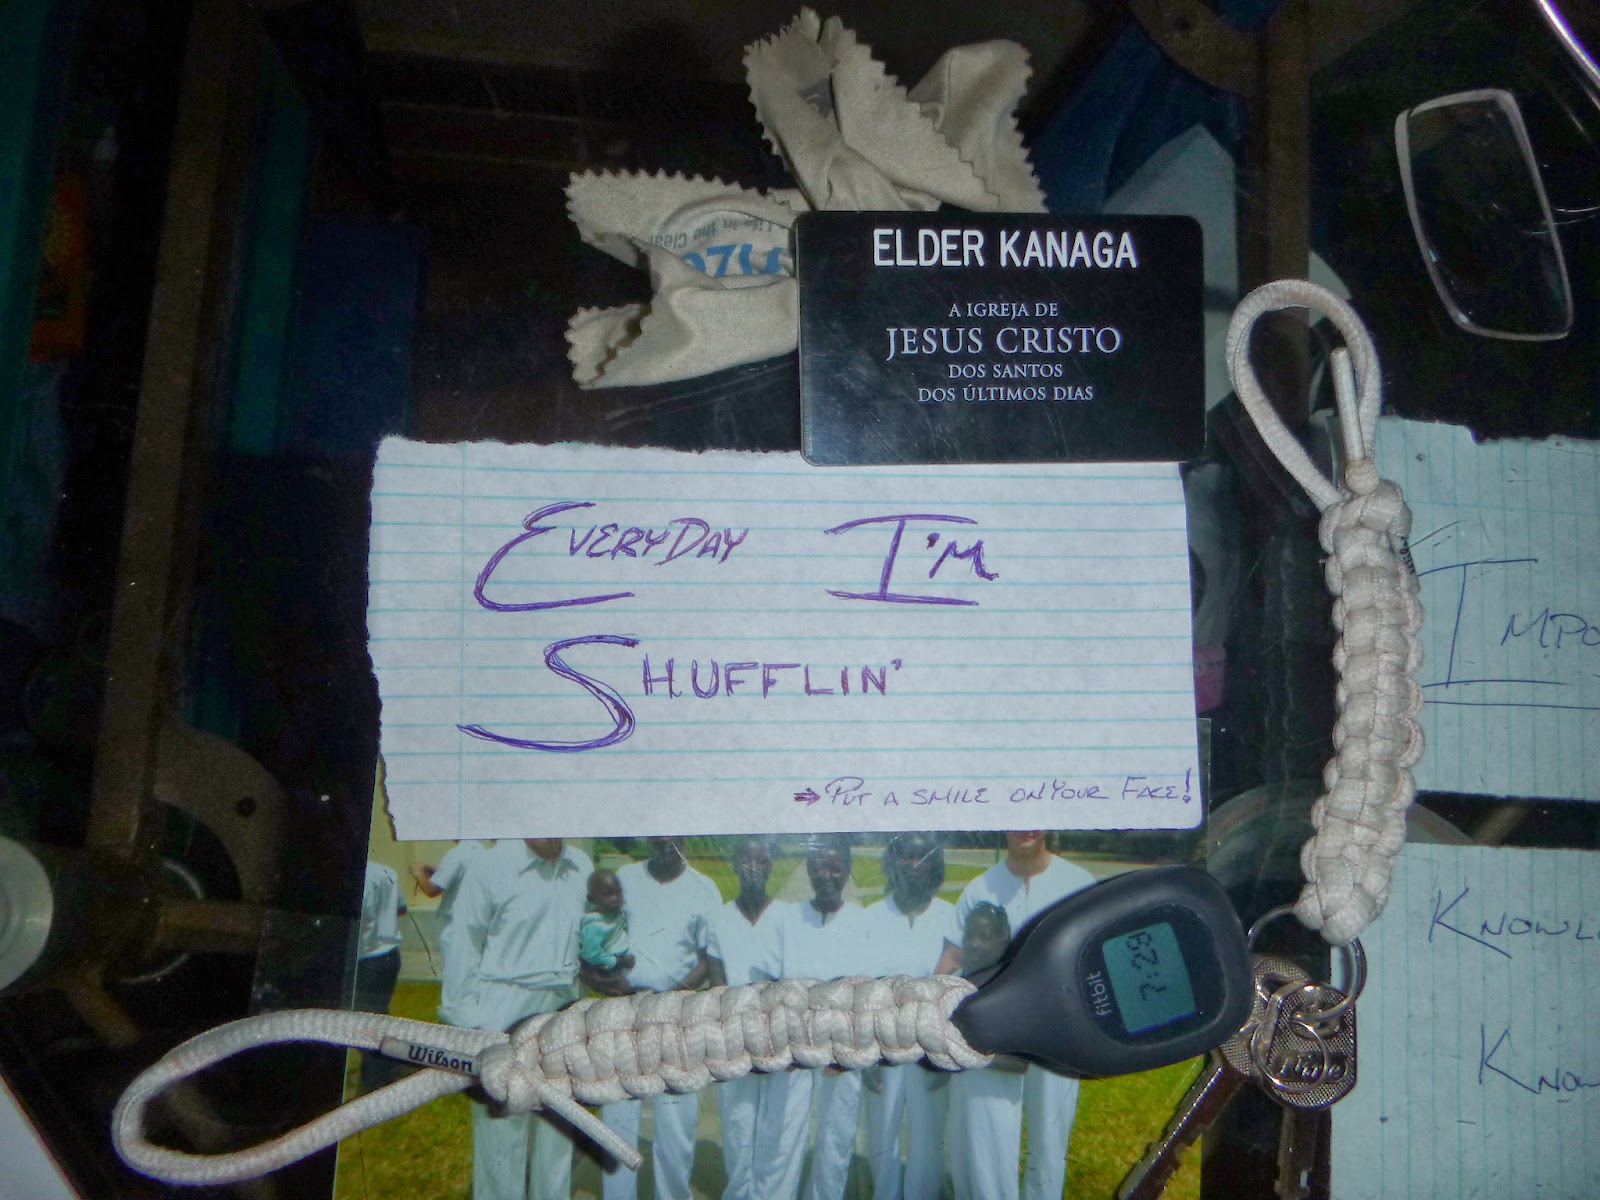 ELDER KANAGA
A IGREJA DE
JESUS CRISTO
DOS SANTOS
DOS ÚLTIMOS DIAS
EVERYDAY I'M
SHUFFLIN'
⇒ PUT A SMILE ON YOUR FACE!
Wilson
fitbit
7:29